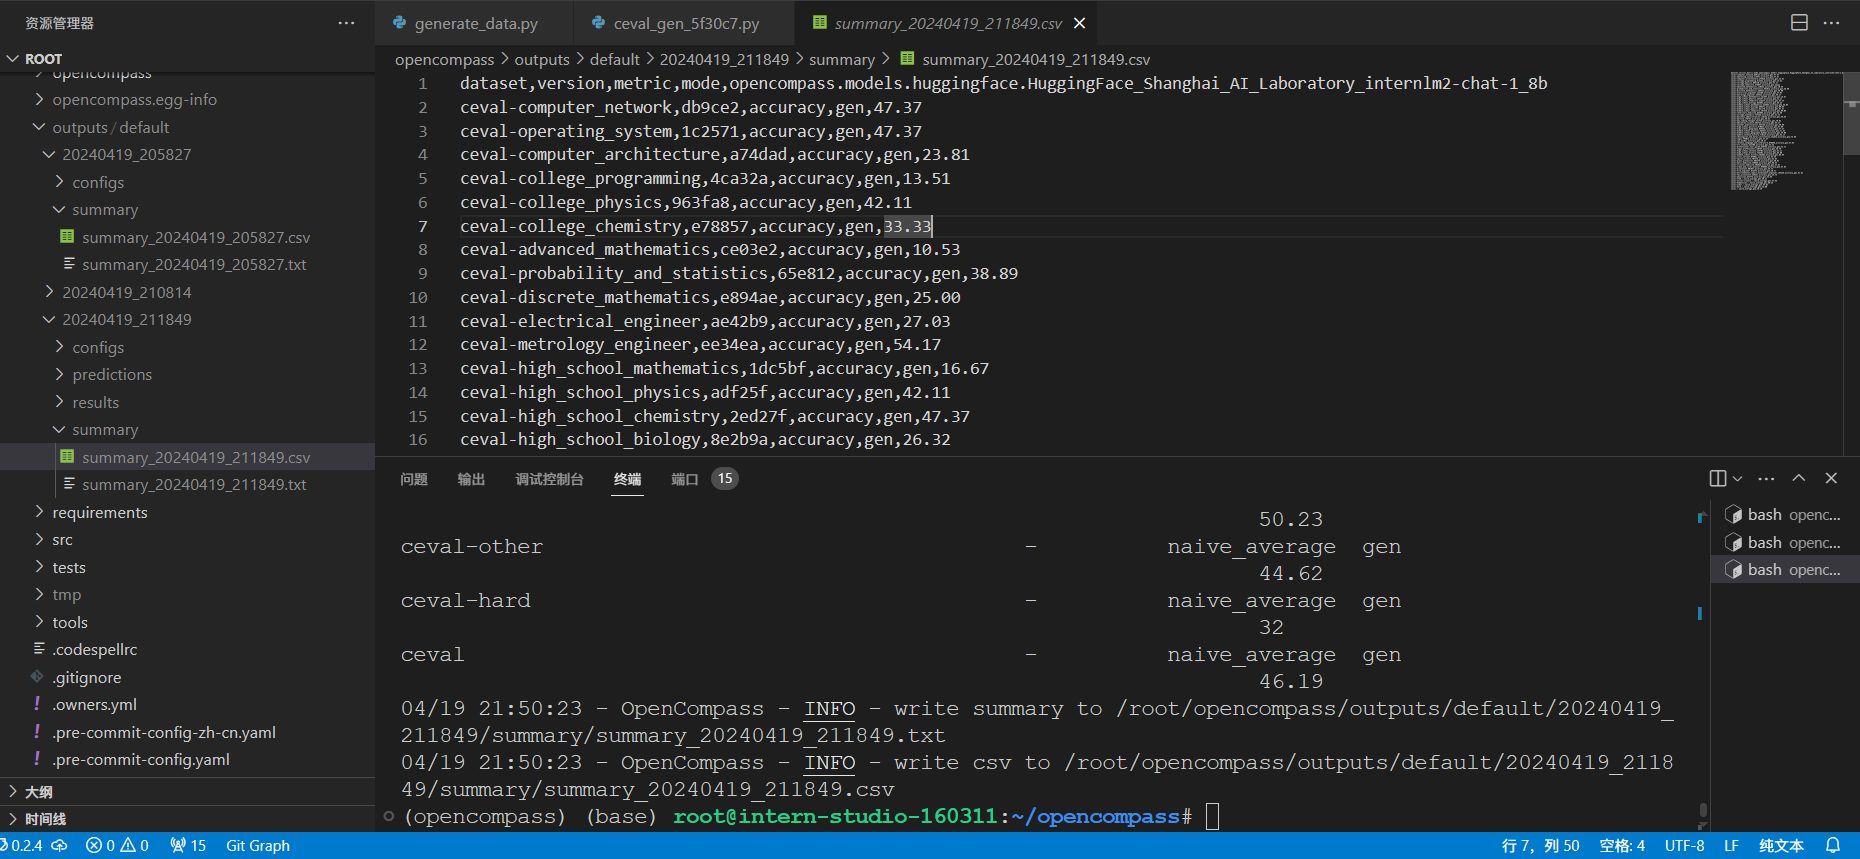 资源管理器
ROOT
opencompass
opencompass.egg-info
outputs / default
20240419_205827
configs
summary
summary_20240419_205827.csv
summary_20240419_205827.txt
20240419_210814
20240419_211849
configs
predictions
results
summary
summary_20240419_211849.csv
summary_20240419_211849.txt
requirements
src
tests
tmp
tools
.codespellrc
.gitignore
.owners.yml
.pre-commit-config-zh-cn.yaml
.pre-commit-config.yaml
大纲
时间线
generate_data.py
ceval_gen_5f30c7.py
summary_20240419_211849.csv
opencompass > outputs > default > 20240419_211849 > summary > summary_20240419_211849.csv
1 dataset,version,metric,mode,opencompass.models.huggingface.HuggingFace_Shanghai_AI_Laboratory_internlm2-chat-1_8b
2 ceval-computer_network,db9ce2,accuracy,gen,47.37
3 ceval-operating_system,1c2571,accuracy,gen,47.37
4 ceval-computer_architecture,a74dad,accuracy,gen,23.81
5 ceval-college_programming,4ca32a,accuracy,gen,13.51
6 ceval-college_physics,963fa8,accuracy,gen,42.11
7 ceval-college_chemistry,e78857,accuracy,gen,33.33
8 ceval-advanced_mathematics,ce03e2,accuracy,gen,10.53
9 ceval-probability_and_statistics,65e812,accuracy,gen,38.89
10 ceval-discrete_mathematics,e894ae,accuracy,gen,25.00
11 ceval-electrical_engineer,ae42b9,accuracy,gen,27.03
12 ceval-metrology_engineer,ee34ea,accuracy,gen,54.17
13 ceval-high_school_mathematics,1dc5bf,accuracy,gen,16.67
14 ceval-high_school_physics,adf25f,accuracy,gen,42.11
15 ceval-high_school_chemistry,2ed27f,accuracy,gen,47.37
16 ceval-high_school_biology,8e2b9a,accuracy,gen,26.32
问题 输出 调试控制台 终端 端口 15
50.23
ceval-other - naive_average gen
44.62
ceval-hard - naive_average gen
32
ceval - naive_average gen
46.19
04/19 21:50:23 - OpenCompass - INFO - write summary to /root/opencompass/outputs/default/20240419_
211849/summary/summary_20240419_211849.txt
04/19 21:50:23 - OpenCompass - INFO - write csv to /root/opencompass/outputs/default/20240419_2118
49/summary/summary_20240419_211849.csv
(opencompass) (base) root@intern-studio-160311:~/opencompass#
bash openc...
bash openc...
bash openc...
0.2.4 0 0 15 Git Graph 行 7，列 50 空格: 4 UTF-8 LF 纯文本